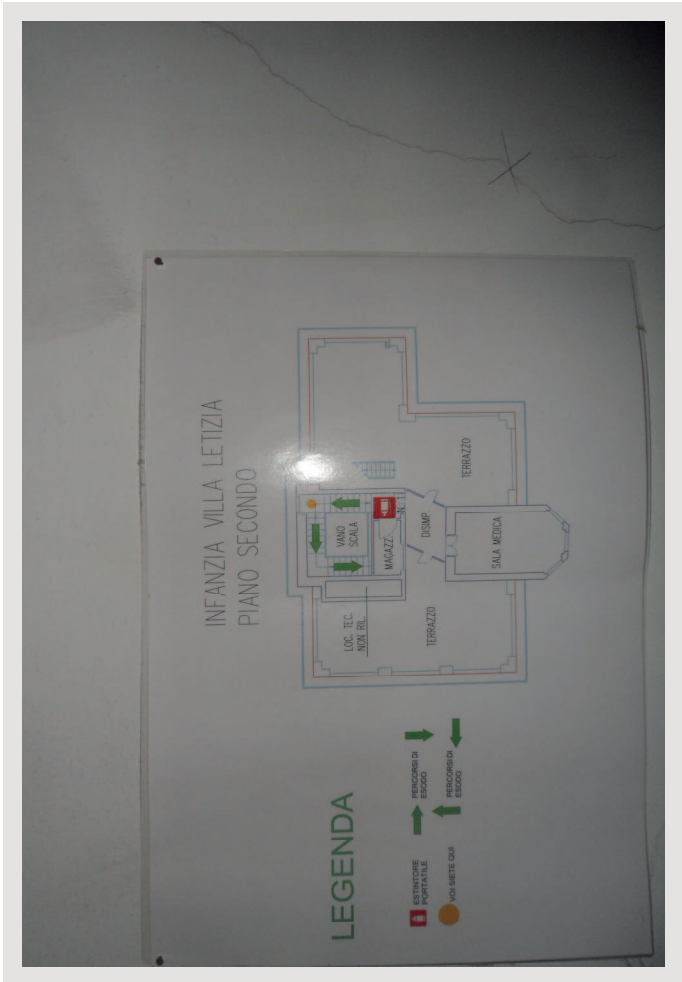 INFANZIA VILLA LETIZIA
PIANO SECONDO
TERRAZZO
VANO
SCALA
MAGAZZ.
DISIMP
SALA MEDICA
LOC. TEC.
NON RIL.
TERRAZZO
LEGENDA
ESTINTORE
PORTATILE
PERCORSI DI
ESODO
VOI SIETE QUI
PERCORSI DI
ESODO